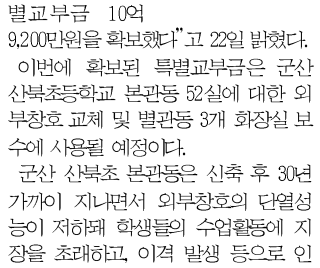 별교부금 10억
9,200만원을 확보했다”고 22일 밝혔다.
이번에 확보된 특별교부금은 군산
산북초등학교 본관동 52실에 대한 외
부창호 교체 및 별관동 3개 화장실 보
수에 사용될 예정이다.
군산 산북초 본관동은 신축 후 30년
가까이 지나면서 외부창호의 단열성
능이 저하돼 학생들의 수업활동에 지
장을 초래하고, 이격 발생 등으로 인